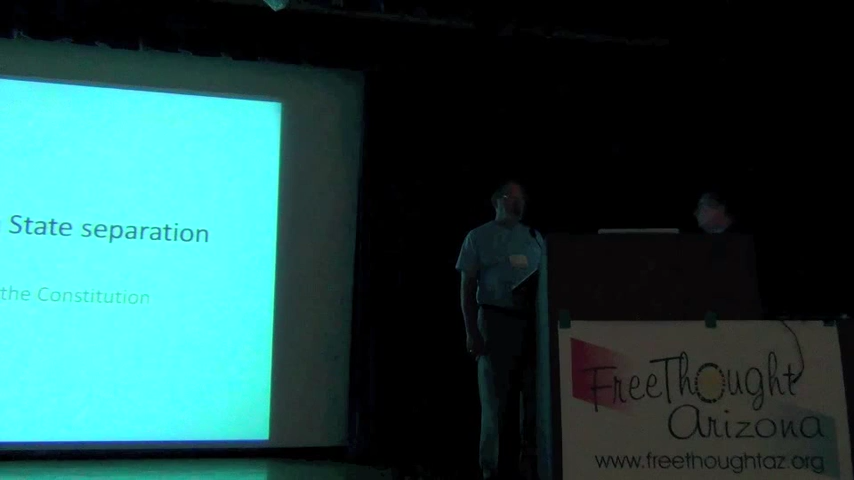 State separation
the Constitution
FreeThought
Arizona
www.freethoughtaz.org